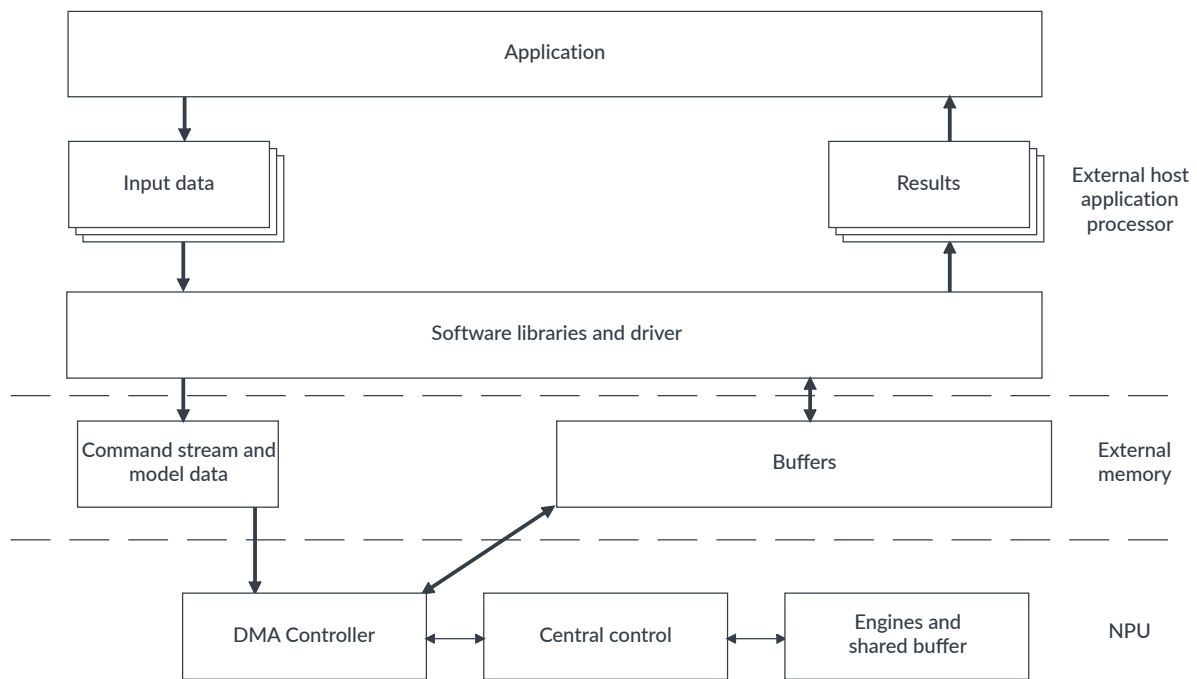 Application
Input data
Results
External host
application
processor
Software libraries and driver
Command stream and
model data
Buffers
External
memory
DMA Controller
Central control
Engines and
shared buffer
NPU